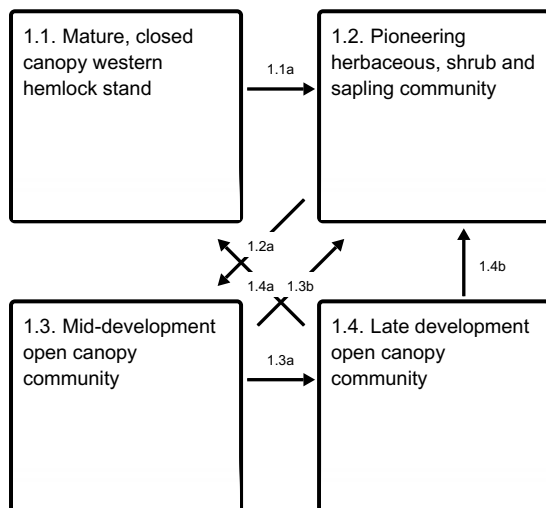 1.1. Mature, closed
canopy western
hemlock stand
1.1a
1.2. Pioneering
herbaceous, shrub and
sapling community
1.2a
1.4a
1.3b
1.4b
1.3. Mid-development
open canopy
community
1.3a
1.4. Late development
open canopy
community